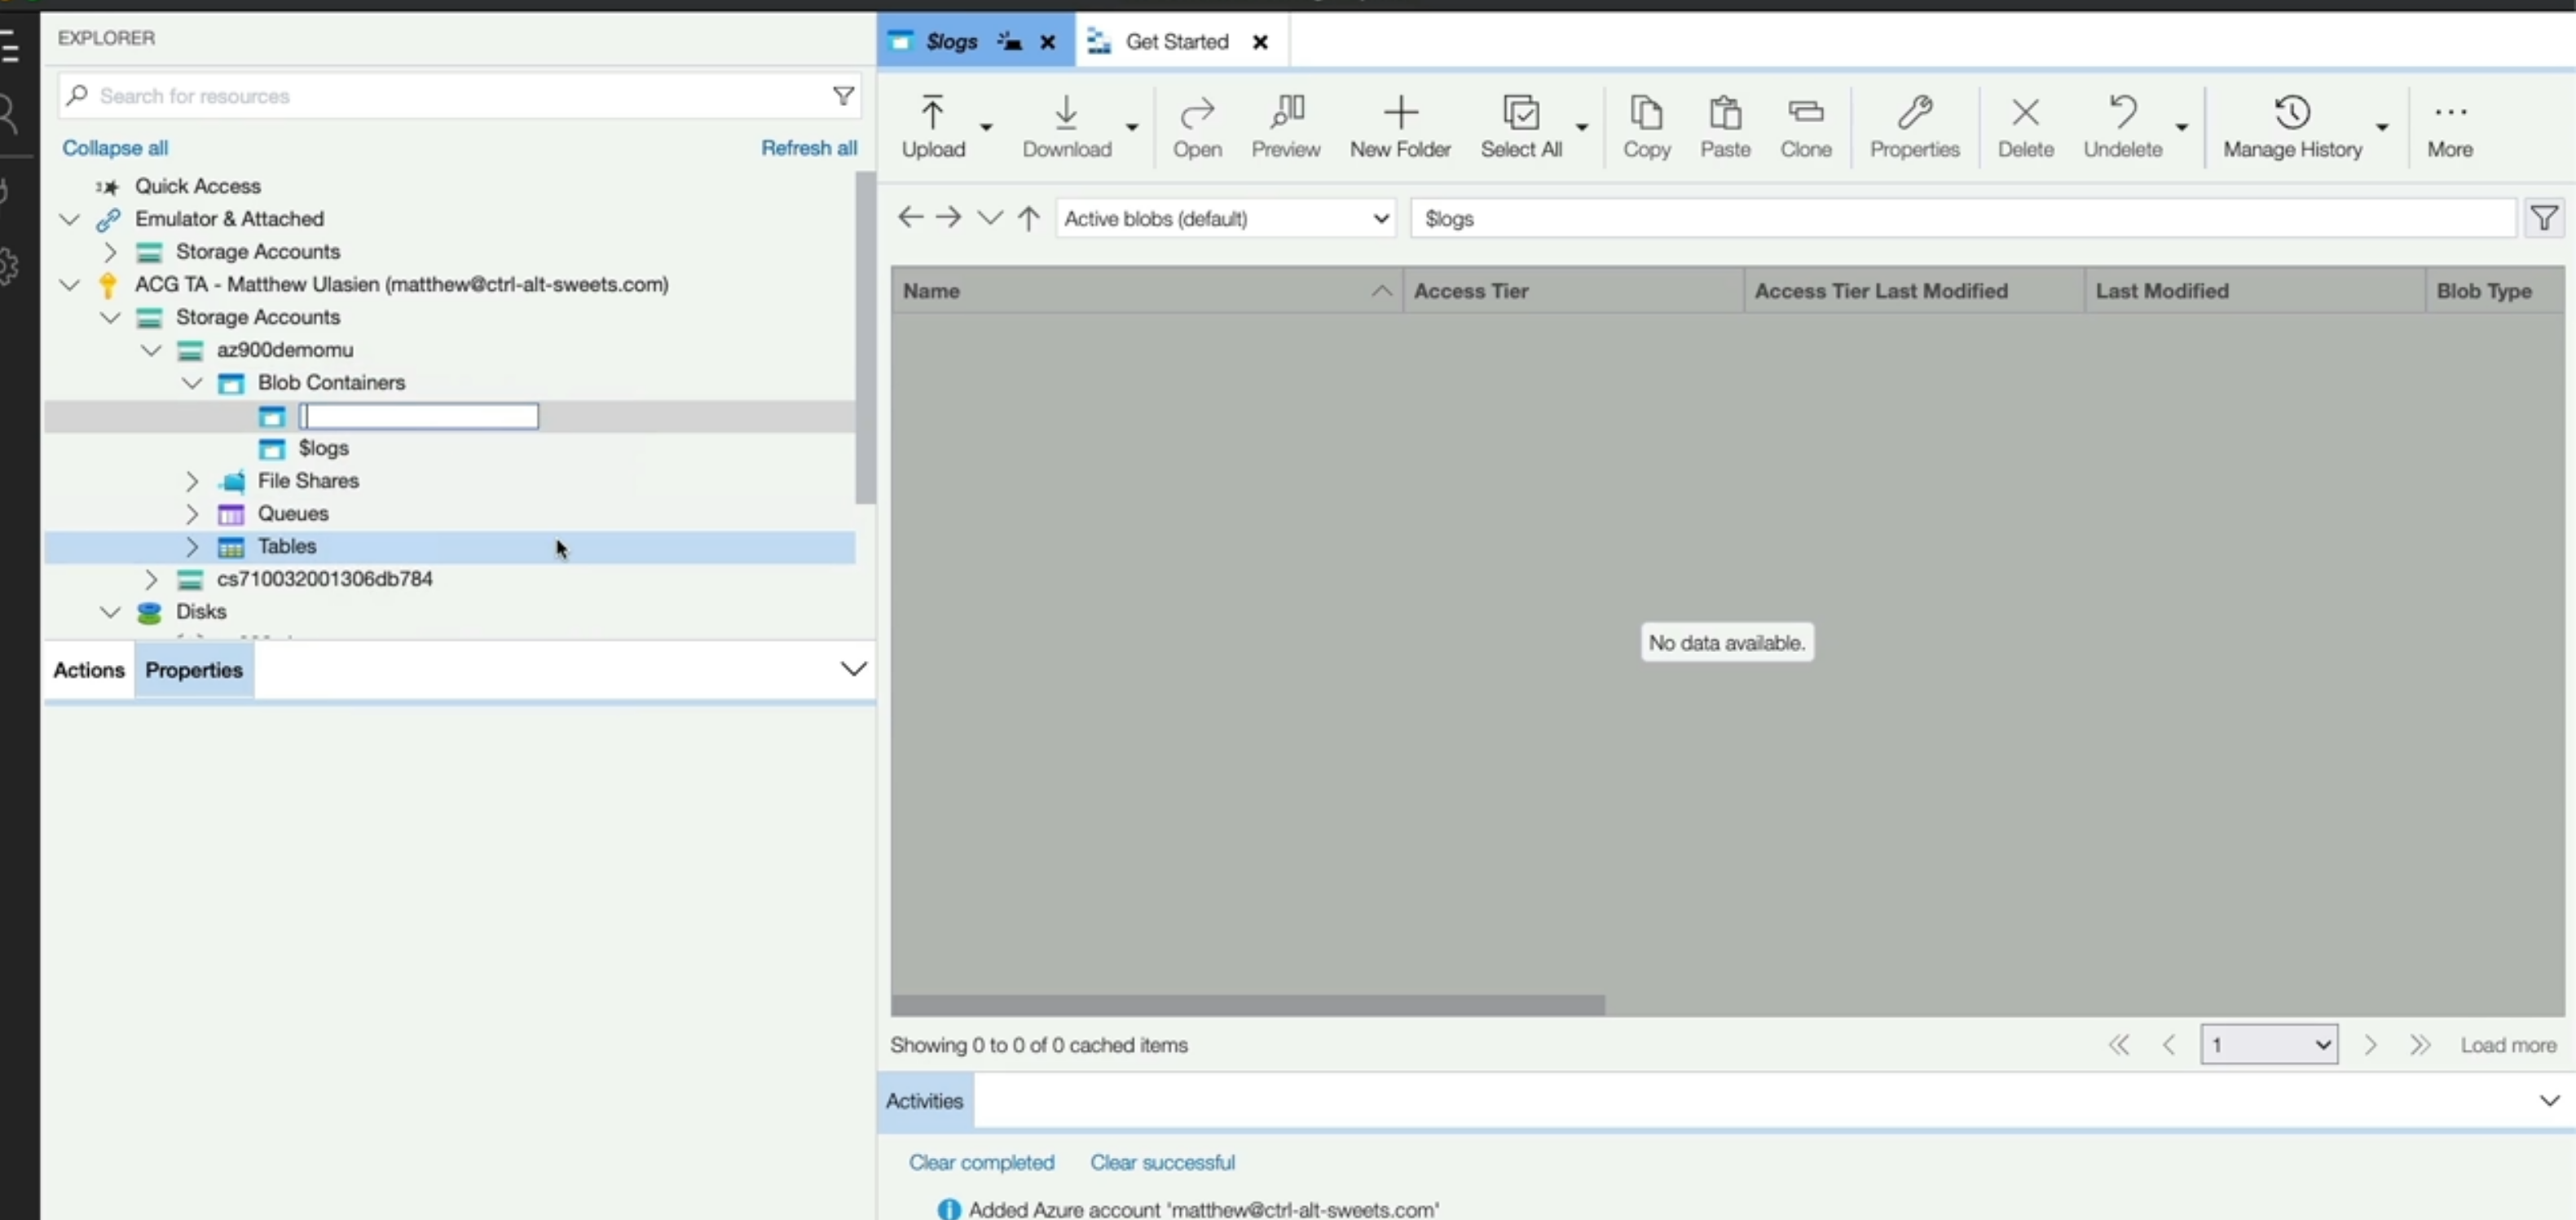 EXPLORER
Search for resources
Collapse all
Refresh all
Quick Access
Emulator & Attached
Storage Accounts
ACG TA - Matthew Ulasien (matthew@ctrl-alt-sweets.com)
Storage Accounts
az900demomu
Blob Containers
$logs
File Shares
Queues
Tables
cs710032001306db784
Disks
Actions
Properties
$logs
Get Started
Upload
Download
Open
Preview
New Folder
Select All
Copy
Paste
Clone
Properties
Delete
Undelete
Manage History
More
Active blobs (default)
$logs
Name
Access Tier
Access Tier Last Modified
Last Modified
Blob Type
No data available.
Showing 0 to 0 of 0 cached items
1
Load more
Activities
Clear completed
Clear successful
Added Azure account 'matthew@ctrl-alt-sweets.com'